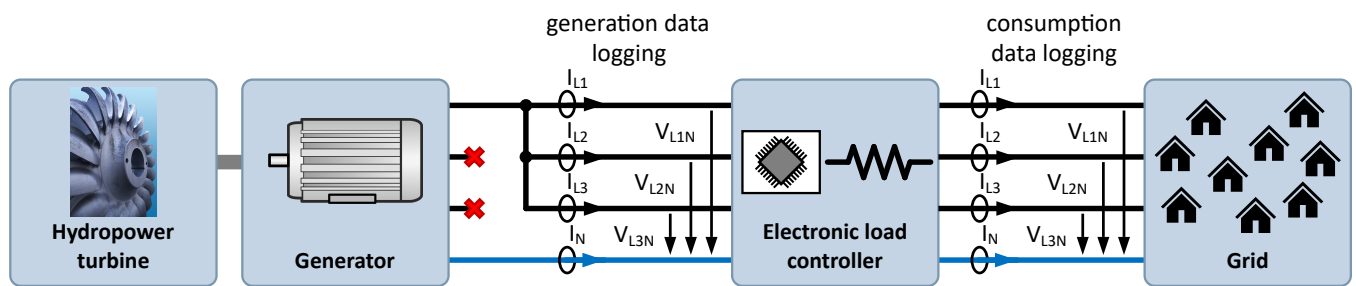 generation data
logging
consumption
data logging
I_L1
I_L2
I_L3
I_N
V_L1N
V_L2N
V_L3N
I_L1
I_L2
I_L3
I_N
V_L1N
V_L2N
V_L3N
Hydropower
turbine
Generator
Electronic load
controller
Grid